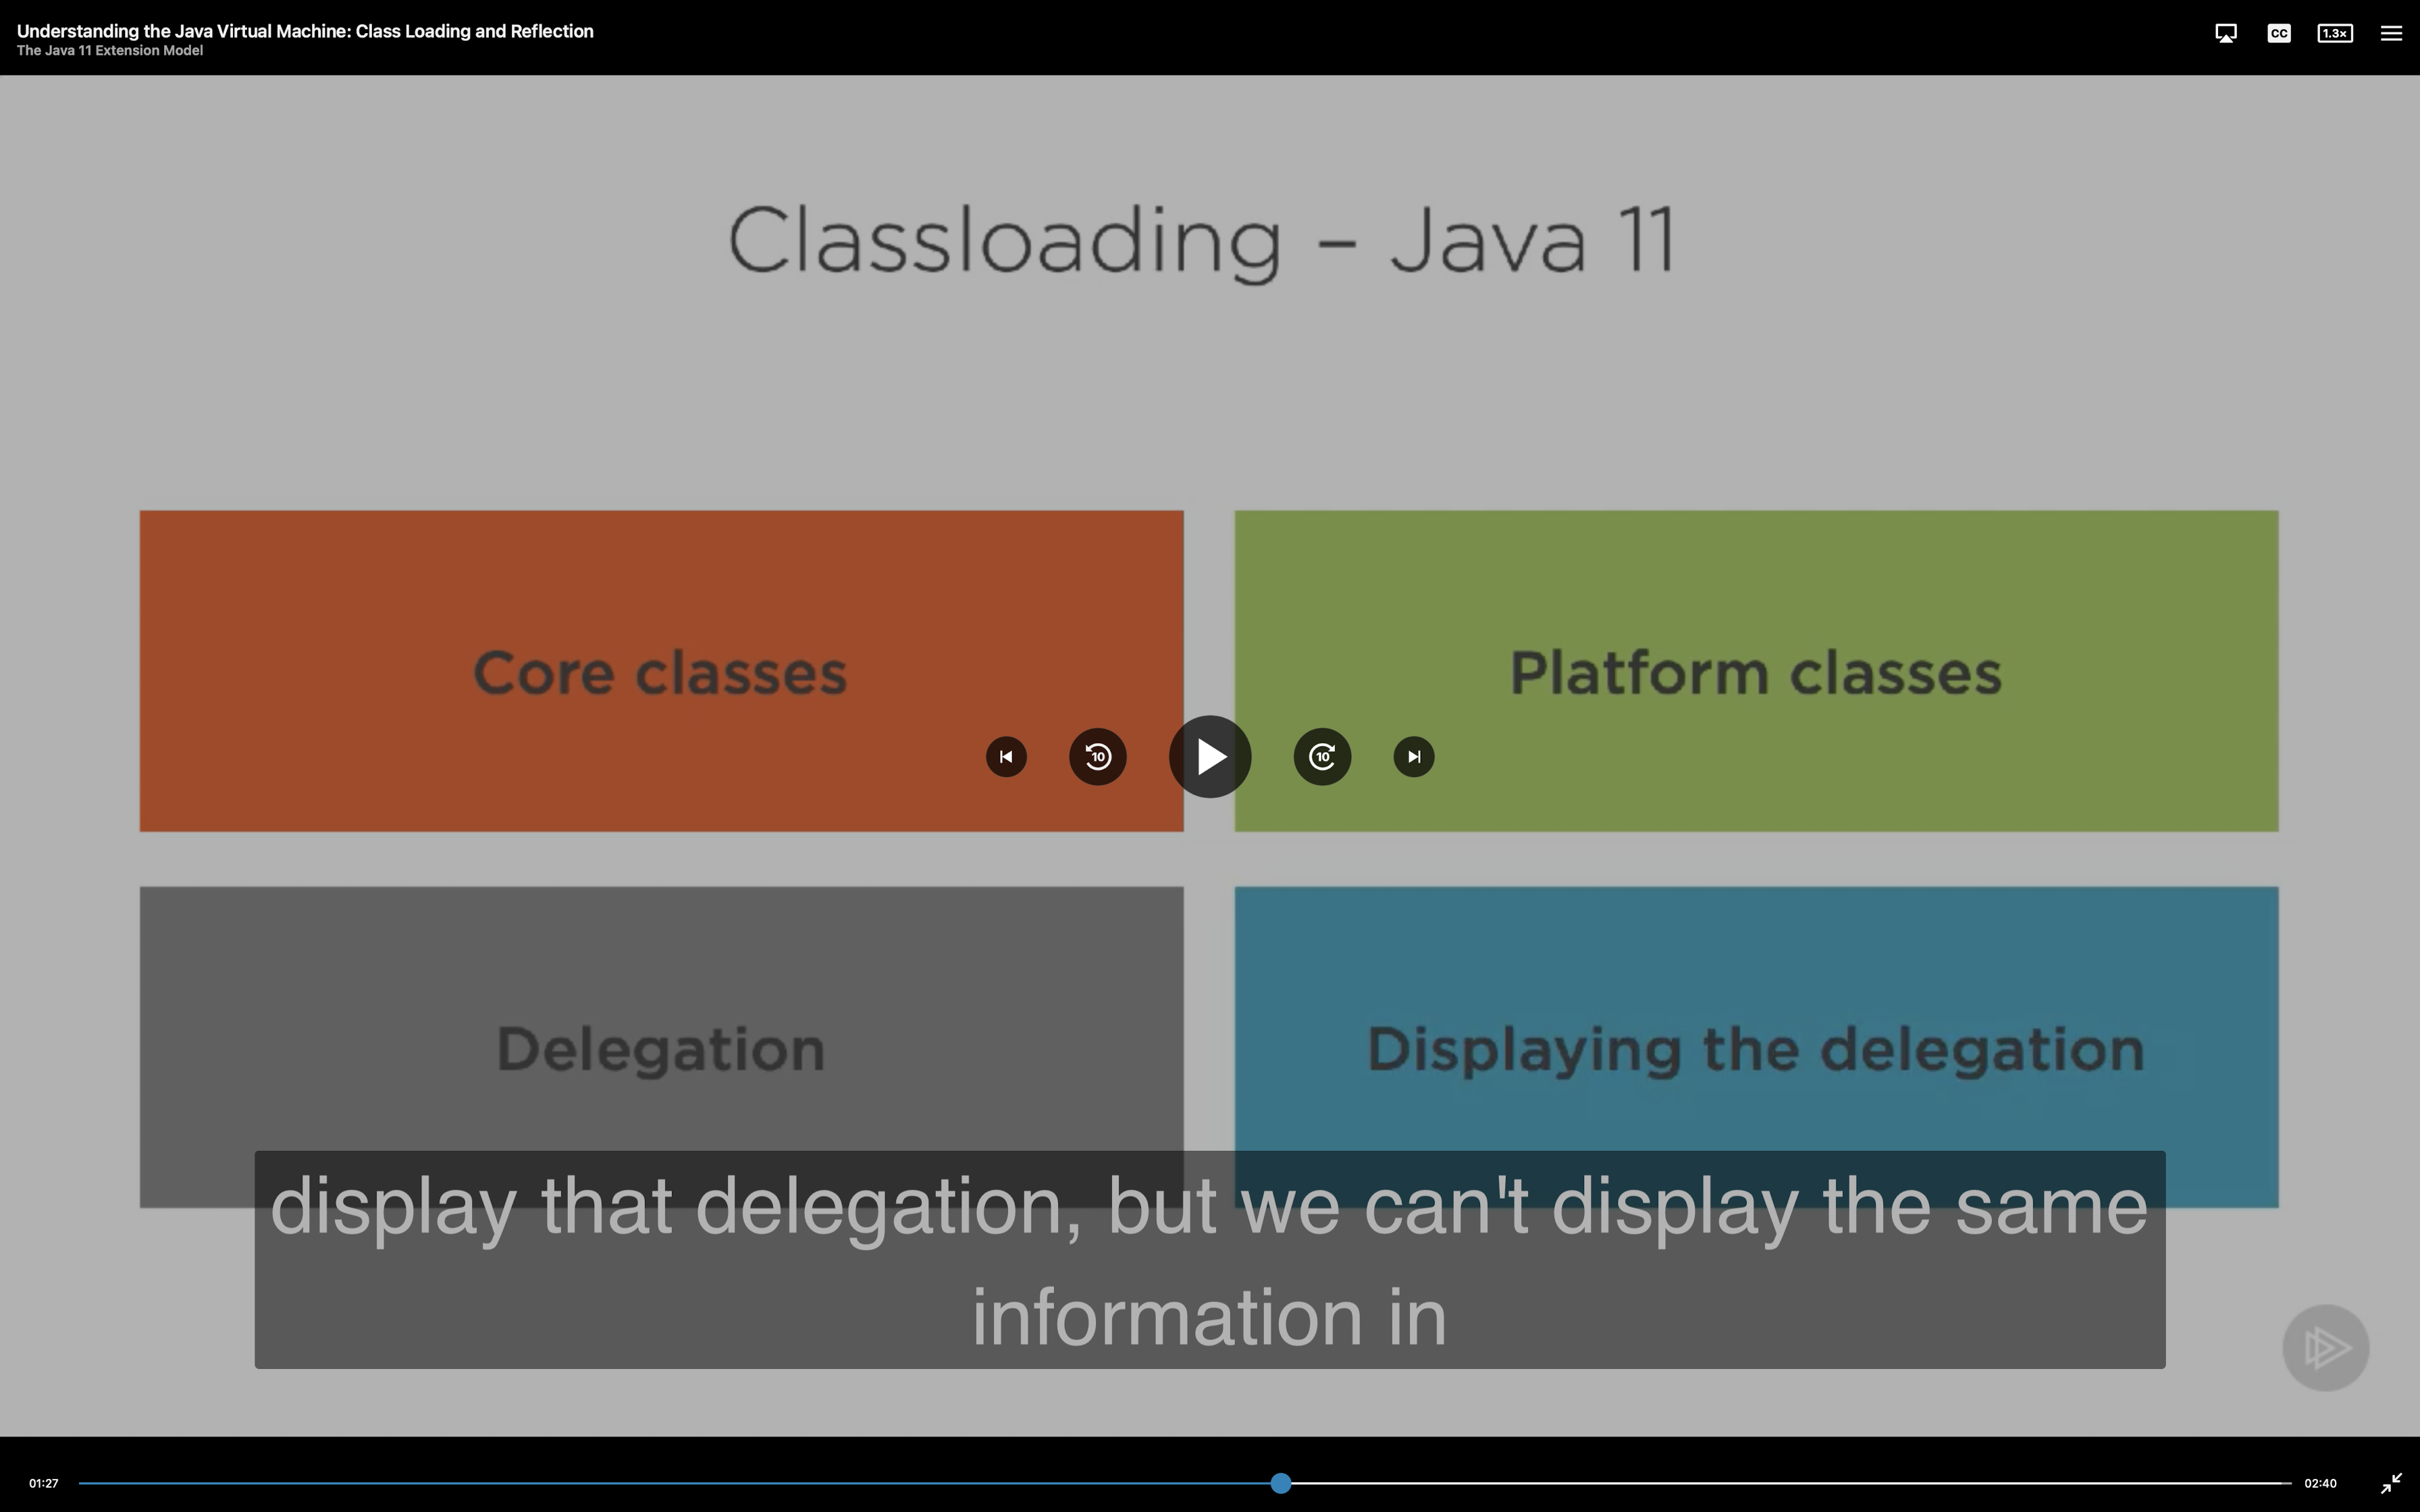 Understanding the Java Virtual Machine: Class Loading and Reflection
The Java 11 Extension Model
CC
1.3×
Classloading – Java 11
Core classes
Platform classes
10
10
Delegation
Displaying the delegation
display that delegation, but we can't display the same
information in
01:27
02:40